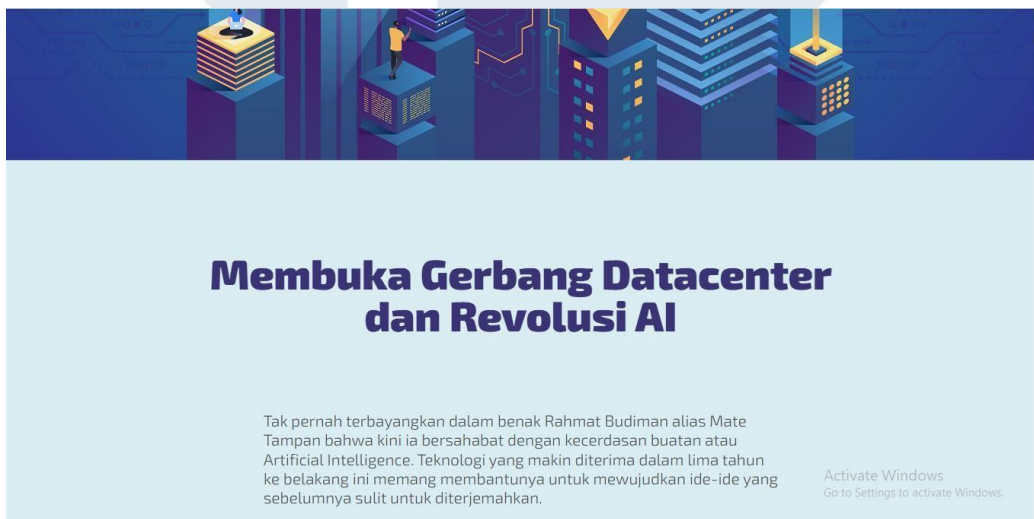 Membuka Gerbang Datacenter
dan Revolusi AI
Tak pernah terbayangkan dalam benak Rahmat Budiman alias Mate
Tampan bahwa kini ia bersahabat dengan kecerdasan buatan atau
Artificial Intelligence. Teknologi yang makin diterima dalam lima tahun
ke belakang ini memang membantunya untuk mewujudkan ide-ide yang
sebelumnya sulit untuk diterjemahkan.
Activate Windows
Go to Settings to activate Windows.